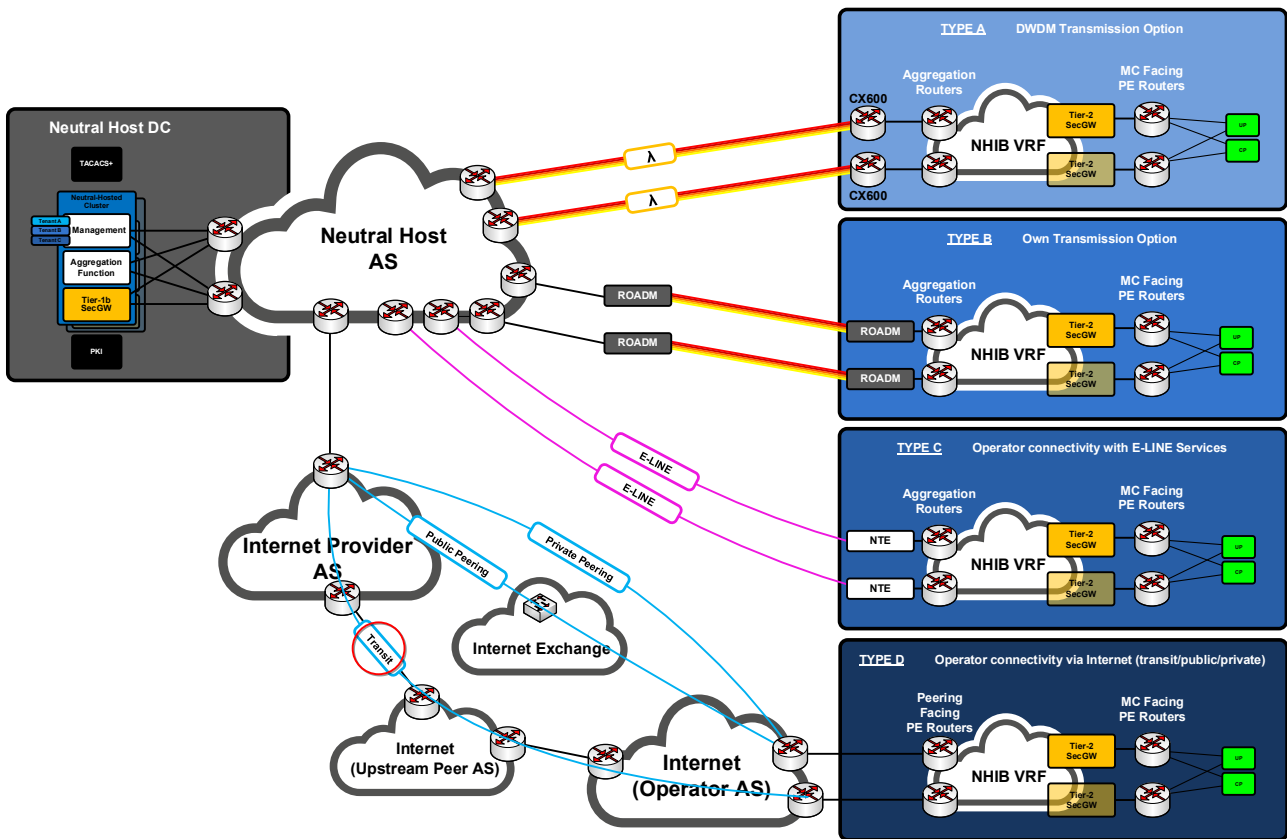 TYPE A DWDM Transmission Option
Aggregation
Routers
MC Facing
PE Routers
CX600
CX600
NHIB VRF
Tier-2
SecGW
Tier-2
SecGW
UP
CP
Neutral Host DC
TACACS+
Neutral-Hosted
Cluster
Tenant A
Tenant B
Tenant C
Management
Aggregation
Function
Tier-1b
SecGW
PKI
Neutral Host
AS
λ
λ
ROADM
ROADM
TYPE B Own Transmission Option
Aggregation
Routers
MC Facing
PE Routers
ROADM
ROADM
NHIB VRF
Tier-2
SecGW
Tier-2
SecGW
UP
CP
E-LINE
E-LINE
TYPE C Operator connectivity with E-LINE Services
Aggregation
Routers
MC Facing
PE Routers
NTE
NTE
NHIB VRF
Tier-2
SecGW
Tier-2
SecGW
UP
CP
Internet Provider
AS
Public Peering
Private Peering
Transit
Internet Exchange
Internet
(Upstream Peer AS)
Internet
(Operator AS)
TYPE D Operator connectivity via Internet (transit/public/private)
Peering
Facing
PE Routers
MC Facing
PE Routers
NHIB VRF
Tier-2
SecGW
Tier-2
SecGW
UP
CP